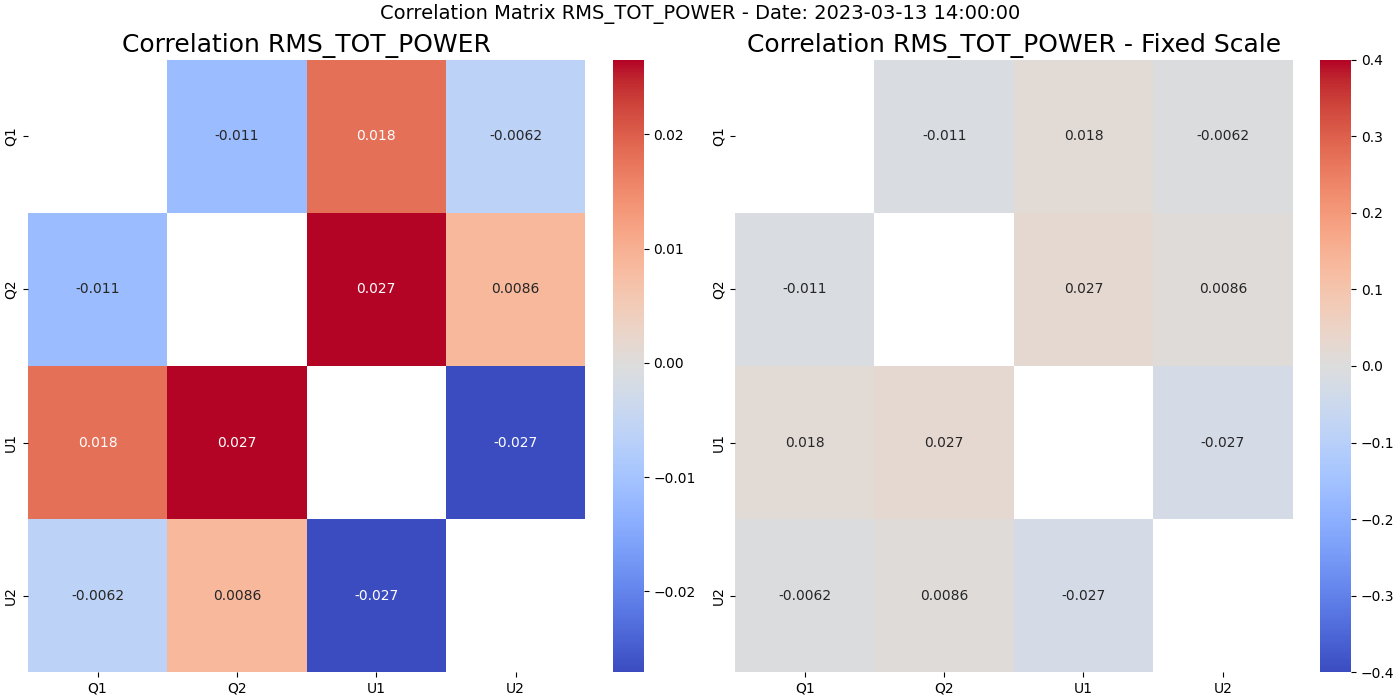 Correlation Matrix RMS_TOT_POWER - Date: 2023-03-13 14:00:00
Correlation RMS_TOT_POWER
Q1
-0.011
0.018
-0.0062
Q2
-0.011
0.027
0.0086
U1
0.018
0.027
-0.027
U2
-0.0062
0.0086
-0.027
Q1 Q2 U1 U2
0.02
0.01
0.00
−0.01
−0.02
Correlation RMS_TOT_POWER - Fixed Scale
Q1
-0.011
0.018
-0.0062
Q2
-0.011
0.027
0.0086
U1
0.018
0.027
-0.027
U2
-0.0062
0.0086
-0.027
Q1 Q2 U1 U2
0.4
0.3
0.2
0.1
0.0
−0.1
−0.2
−0.3
−0.4